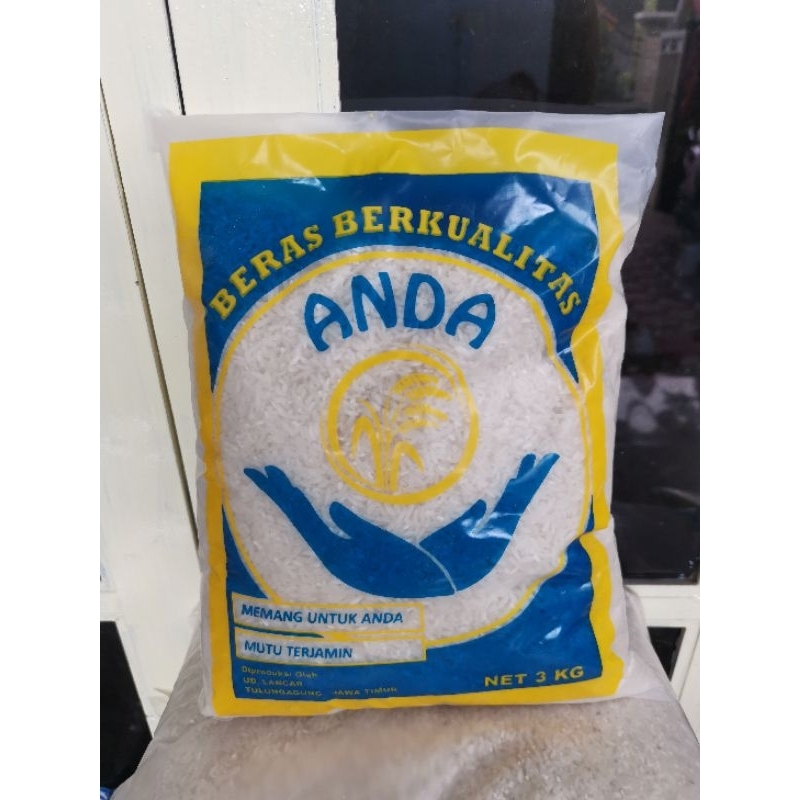 BERAS BERKUALITAS
ANDA
MEMANG UNTUK ANDA
MUTU TERJAMIN
Diproduksi Oleh
UD. LANCAR
TULUNGAGUNG - JAWA TIMUR
NET 3 KG